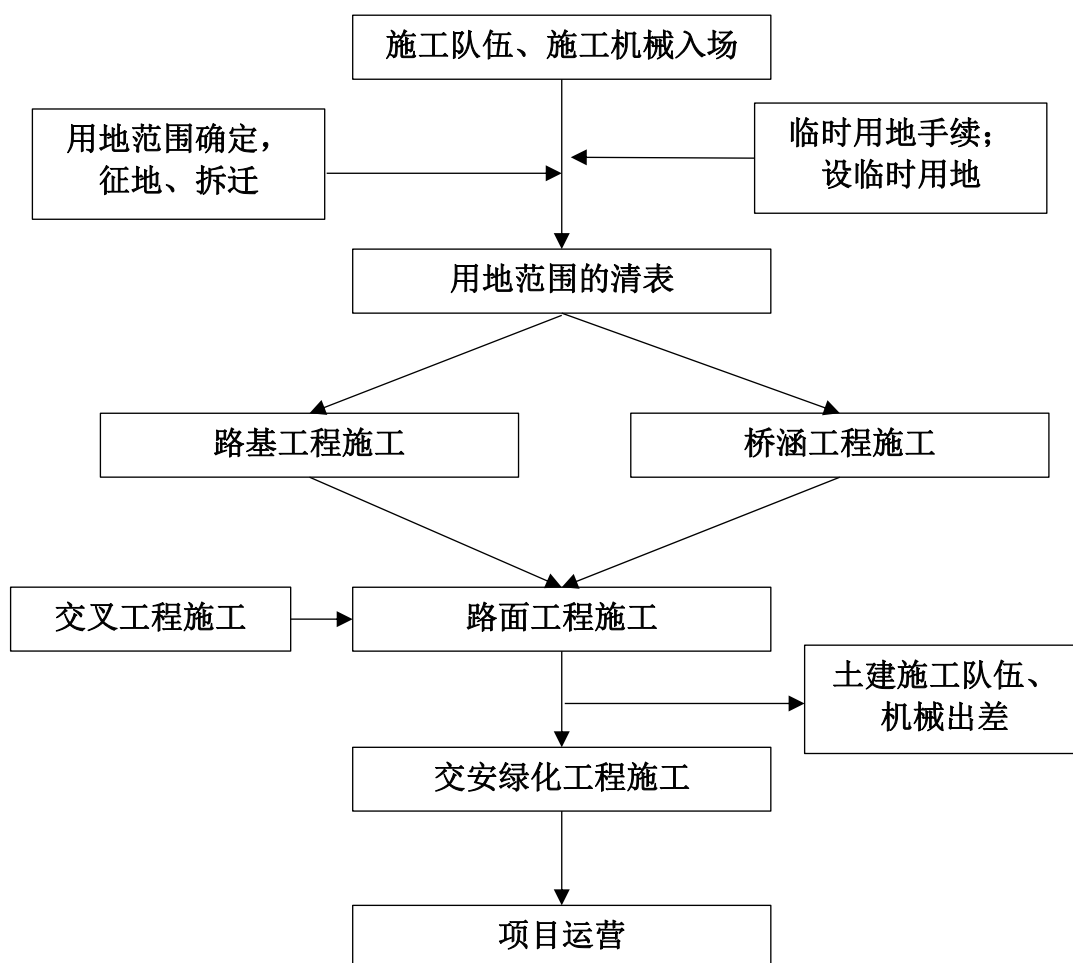 施工队伍、施工机械入场
用地范围确定，
征地、拆迁
临时用地手续；
设临时用地
用地范围的清表
路基工程施工
桥涵工程施工
交叉工程施工
路面工程施工
土建施工队伍、
机械出差
交安绿化工程施工
项目运营